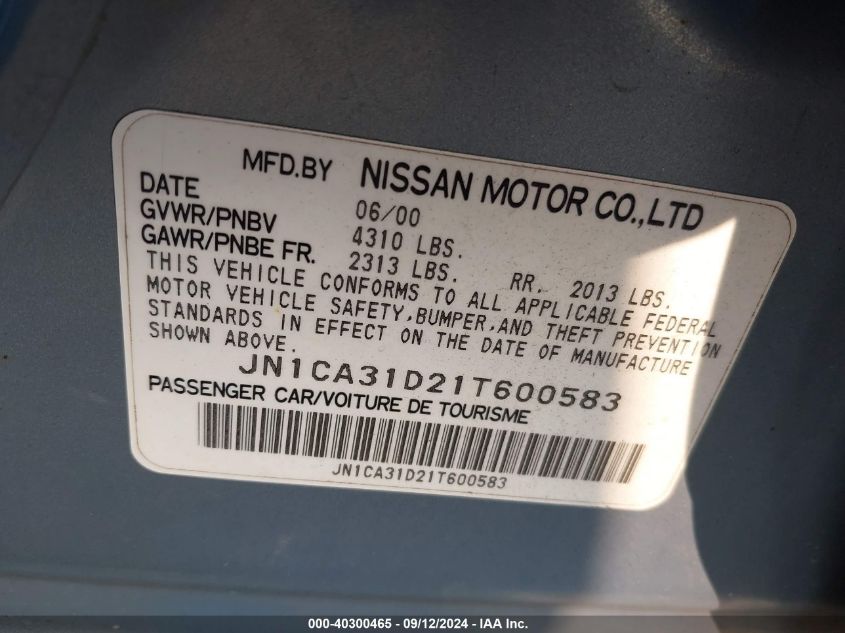 MFD.BY NISSAN MOTOR CO.,LTD
DATE 06/00
GVWR/PNBV 4310 LBS.
GAWR/PNBE FR. 2313 LBS. RR. 2013 LBS.
THIS VEHICLE CONFORMS TO ALL APPLICABLE FEDERAL
MOTOR VEHICLE SAFETY,BUMPER,AND THEFT PREVENTION
STANDARDS IN EFFECT ON THE DATE OF MANUFACTURE
SHOWN ABOVE.
JN1CA31D21T600583
PASSENGER CAR/VOITURE DE TOURISME
JN1CA31D21T600583
000-40300465 - 09/12/2024 - IAA Inc.